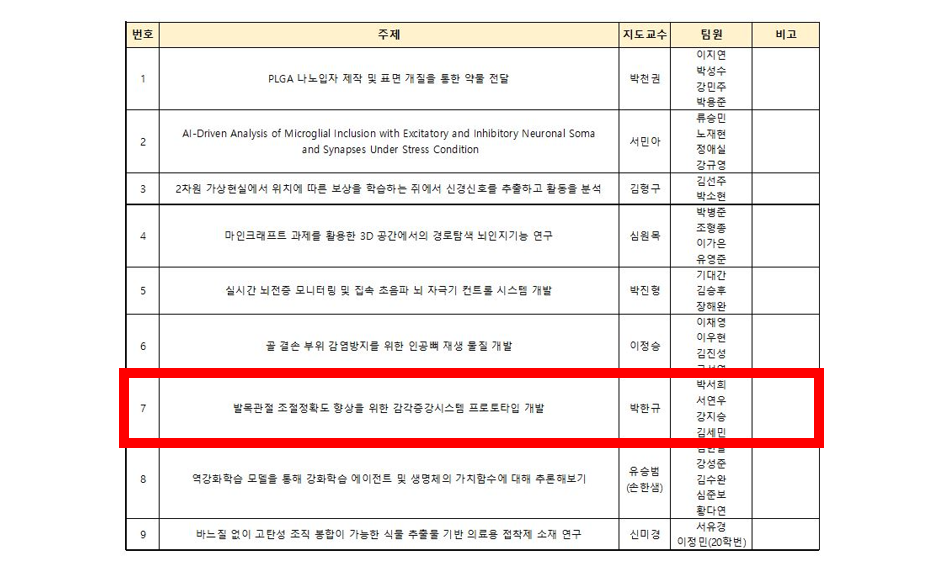 번호 주제 지도교수 팀원 비고
1 PLGA 나노입자 제작 및 표면 개질을 통한 약물 전달 박천권
이지연
박성수
강민주
박용준
2 AI-Driven Analysis of Microglial Inclusion with Excitatory and Inhibitory Neuronal Soma
and Synapses Under Stress Condition
서민아
류승민
노재현
정애실
강규영
3 2차원 가상현실에서 위치에 따른 보상을 학습하는 쥐에서 신경신호를 추출하고 활동을 분석 김형구
김선주
박소현
4 마인크래프트 과제를 활용한 3D 공간에서의 경로탐색 뇌인지기능 연구 심원목
박병준
조형종
이가은
유영준
5 실시간 뇌전증 모니터링 및 집속 초음파 뇌 자극기 컨트롤 시스템 개발 박진형
기대간
김승후
장해완
6 골 결손 부위 감염방지를 위한 인공뼈 재생 물질 개발 이정승
이채영
이우현
김진성
7 발목관절 조절정확도 향상을 위한 감각증강시스템 프로토타입 개발 박한규
박서희
서연우
강지승
김세민
8 역강화학습 모델을 통해 강화학습 에이전트 및 생명체의 가치함수에 대해 추론해보기
유승범
(손한샘)
강성준
김수완
심준보
황다연
9 바느질 없이 고탄성 조직 봉합이 가능한 식물 추출물 기반 의료용 접착제 소재 연구 신미경
서유경
이정민(20학번)